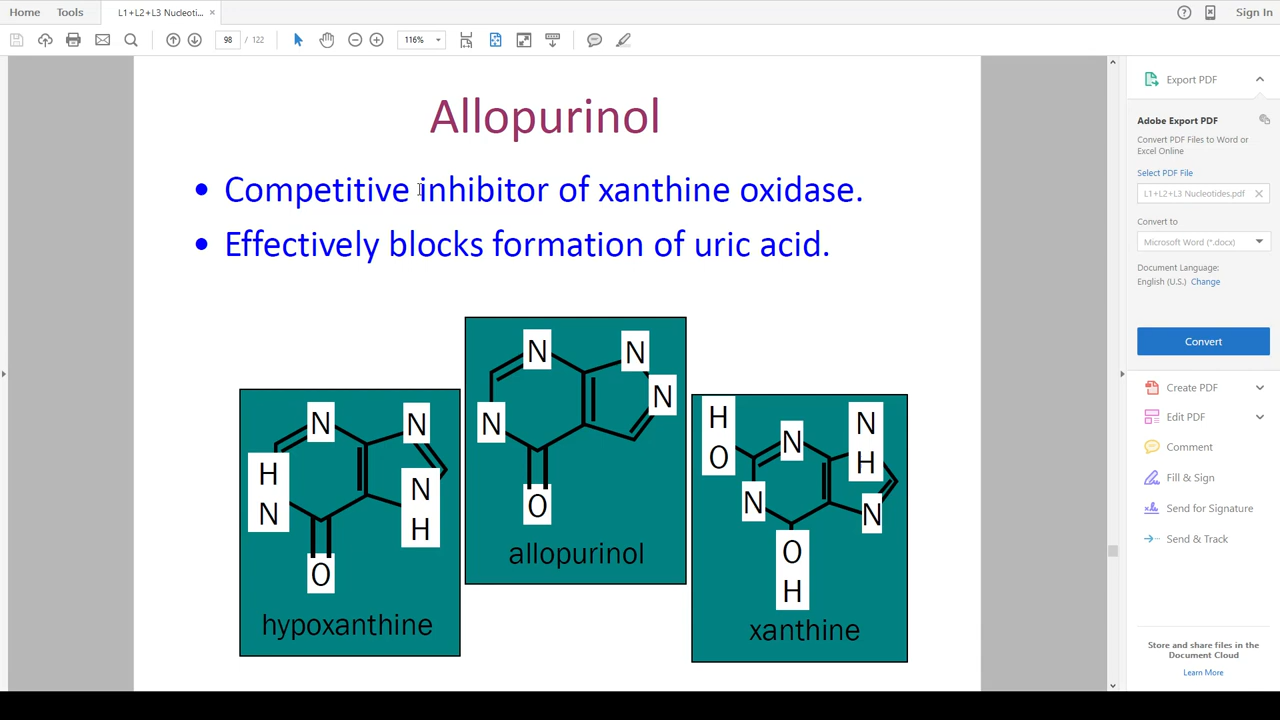 Home Tools L1+L2+L3 Nucleoti... × Sign In
98 / 122 116%
Allopurinol
• Competitive inhibitor of xanthine oxidase.
• Effectively blocks formation of uric acid.
N N
H N
N
O
hypoxanthine
N
H
N N
N
N
O
allopurinol
H
O
N
N
H
N
N
O
H
xanthine
Export PDF
Adobe Export PDF
Convert PDF Files to Word or
Excel Online
Select PDF File
L1+L2+L3 Nucleotides.pdf ×
Convert to
Microsoft Word (*.docx)
Document Language:
English (U.S.) Change
Convert
Create PDF
Edit PDF
Comment
Fill & Sign
Send for Signature
Send & Track
Store and share files in the
Document Cloud
Learn More